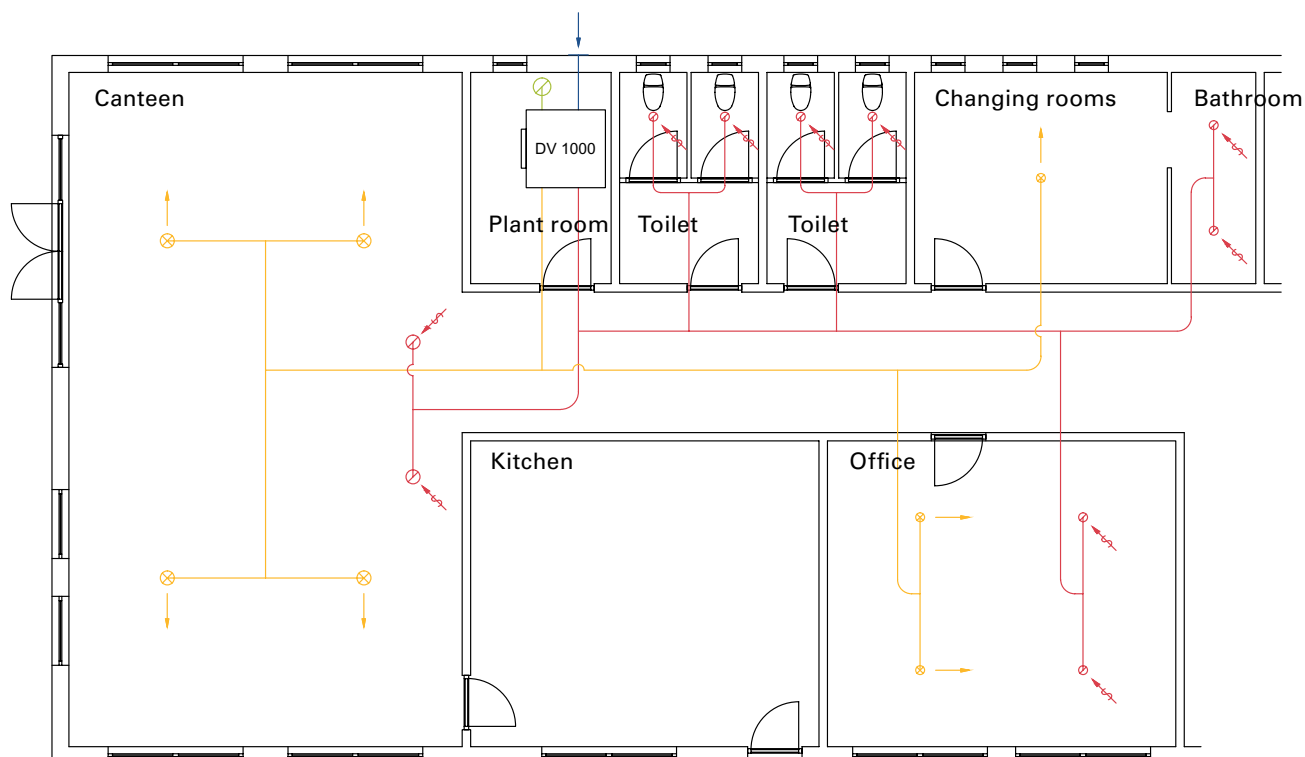 Canteen
DV 1000
Changing rooms
Bathroom
Plant room
Toilet
Toilet
Kitchen
Office